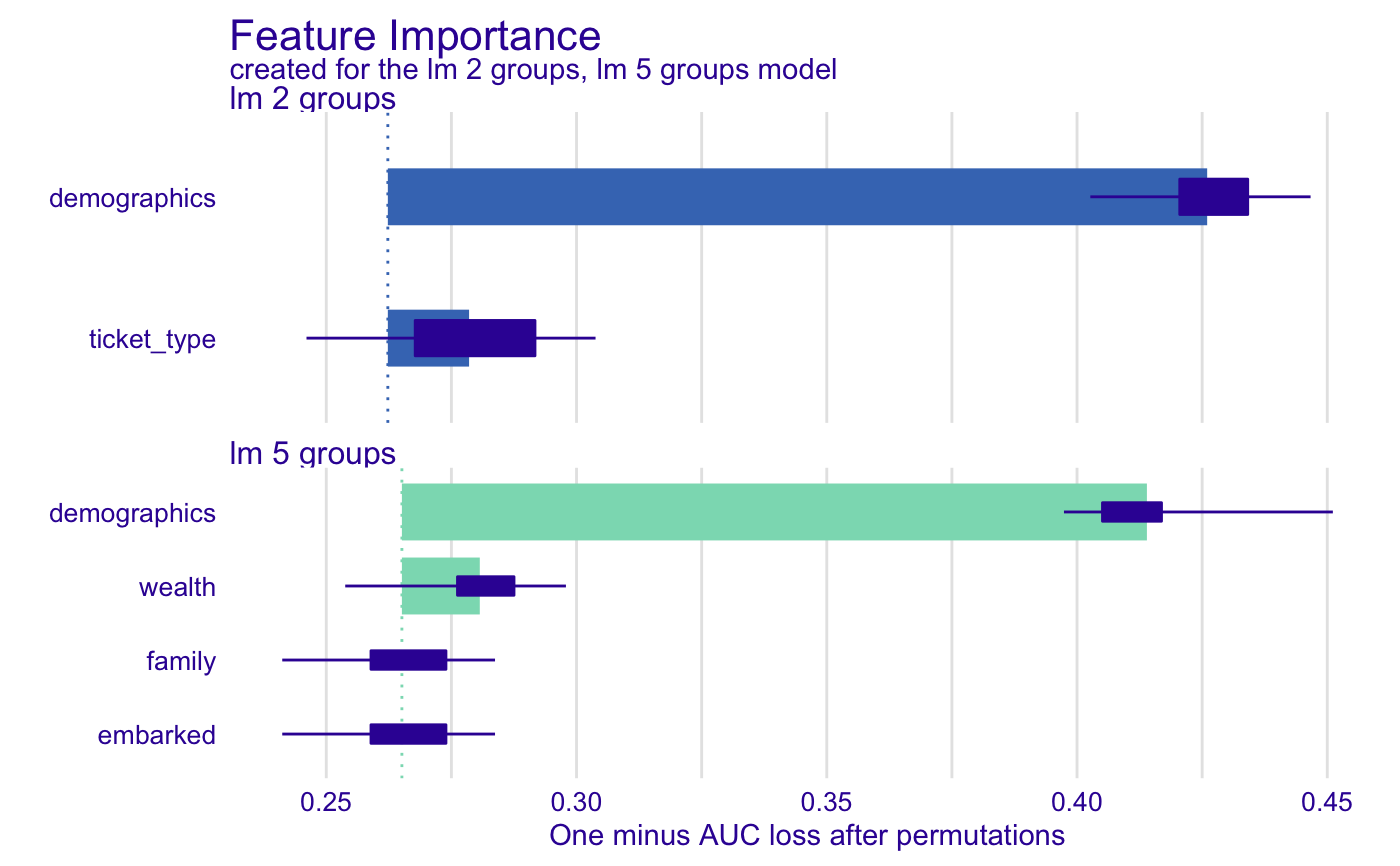 Feature Importance
created for the lm 2 groups, lm 5 groups model
lm 2 groups
demographics
ticket_type
lm 5 groups
demographics
wealth
family
embarked
0.25 0.30 0.35 0.40 0.45
One minus AUC loss after permutations